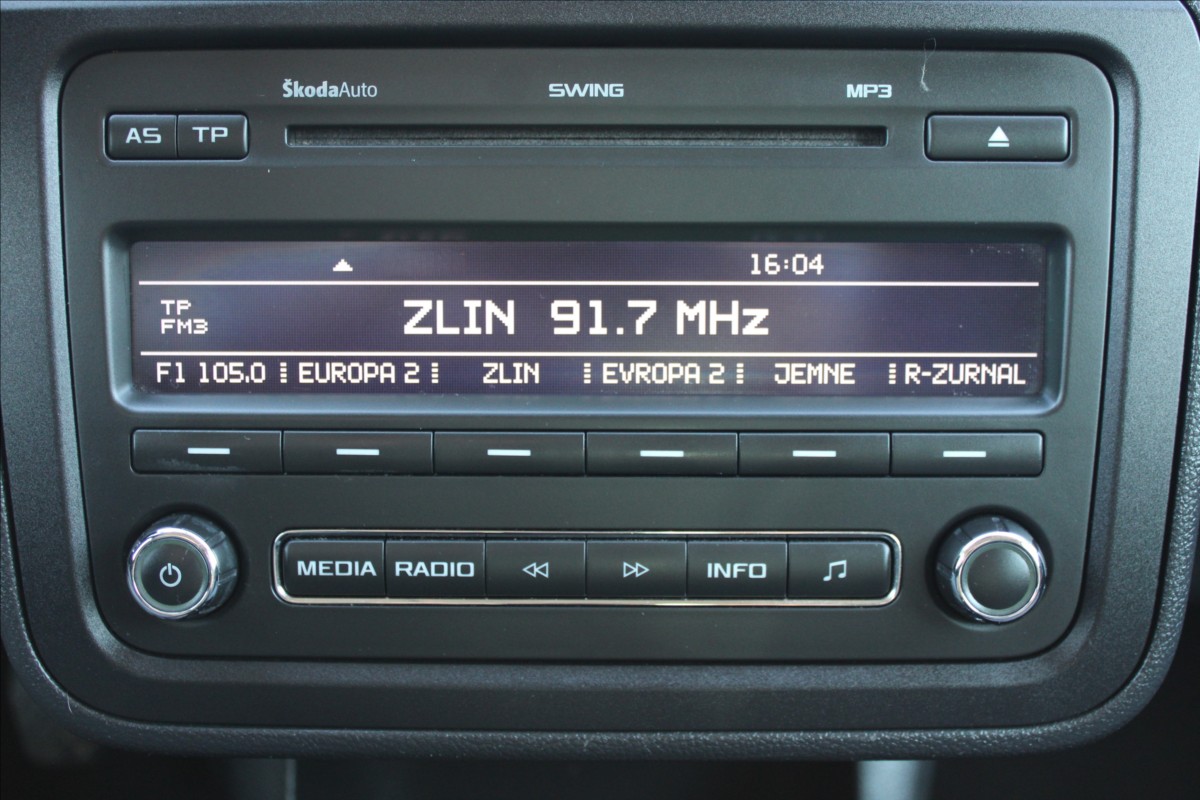 ŠkodaAuto SWING MP3
AS TP
16:04
TP
FM3
ZLIN 91.7 MHz
F1 105.0 EUROPA 2 ZLIN EVROPA 2 JEMNE R-ZURNAL
MEDIA RADIO INFO